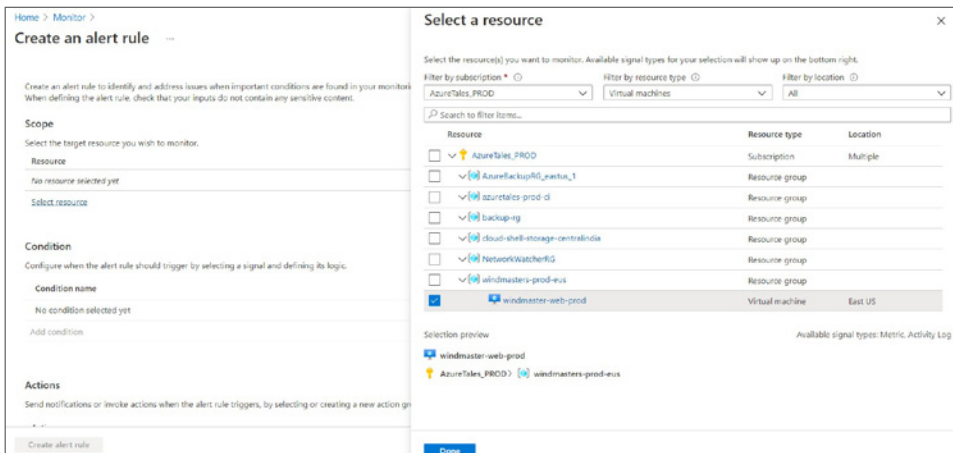 Home > Monitor >
Create an alert rule ...
Create an alert rule to identify and address issues when important conditions are found in your monitori
When defining the alert rule, check that your inputs do not contain any sensitive content.
Scope
Select the target resource you wish to monitor.
Resource
No resource selected yet
Select resource
Condition
Configure when the alert rule should trigger by selecting a signal and defining its logic.
Condition name
No condition selected yet
Add condition
Actions
Send notifications or invoke actions when the alert rule triggers, by selecting or creating a new action gr
Create alert rule
Select a resource
Select the resource(s) you want to monitor. Available signal types for your selection will show up on the bottom right.
Filter by subscription * Filter by resource type Filter by location
AzureTales_PROD Virtual machines All
Search to filter items...
Resource Resource type Location
AzureTales_PROD Subscription Multiple
AzureBackupRG_eastus_1 Resource group
azuretales-prod-ci Resource group
backup-rg Resource group
cloud-shell-storage-centralindia Resource group
NetworkWatcherRG Resource group
windmasters-prod-eus Resource group
windmaster-web-prod Virtual machine East US
Selection preview Available signal types: Metric, Activity Log
windmaster-web-prod
AzureTales_PROD > windmasters-prod-eus
Done